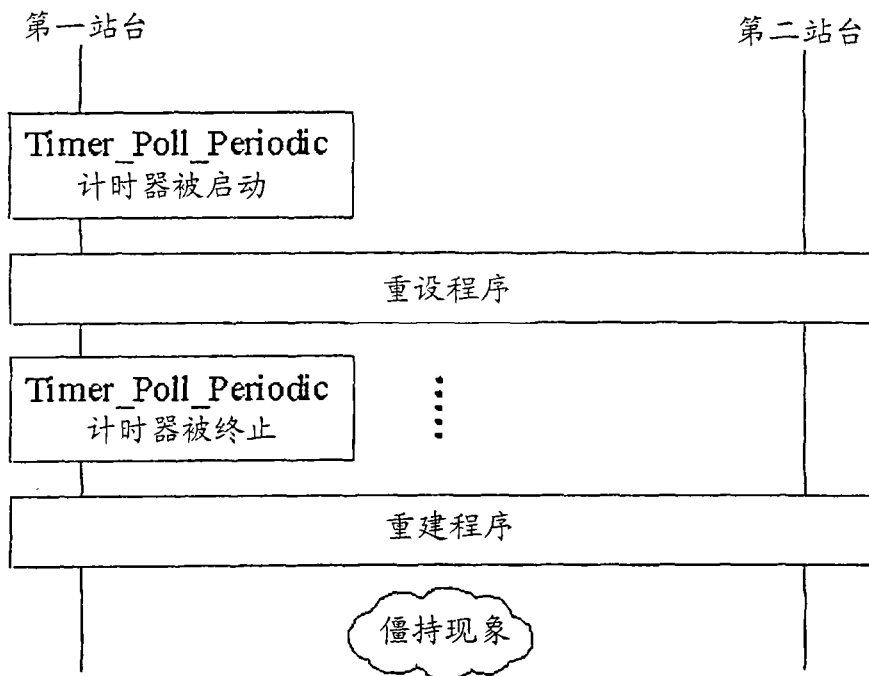 第一站台
第二站台
Timer_Poll_Periodic
计时器被启动
重设程序
Timer_Poll_Periodic
计时器被终止
重建程序
僵持现象